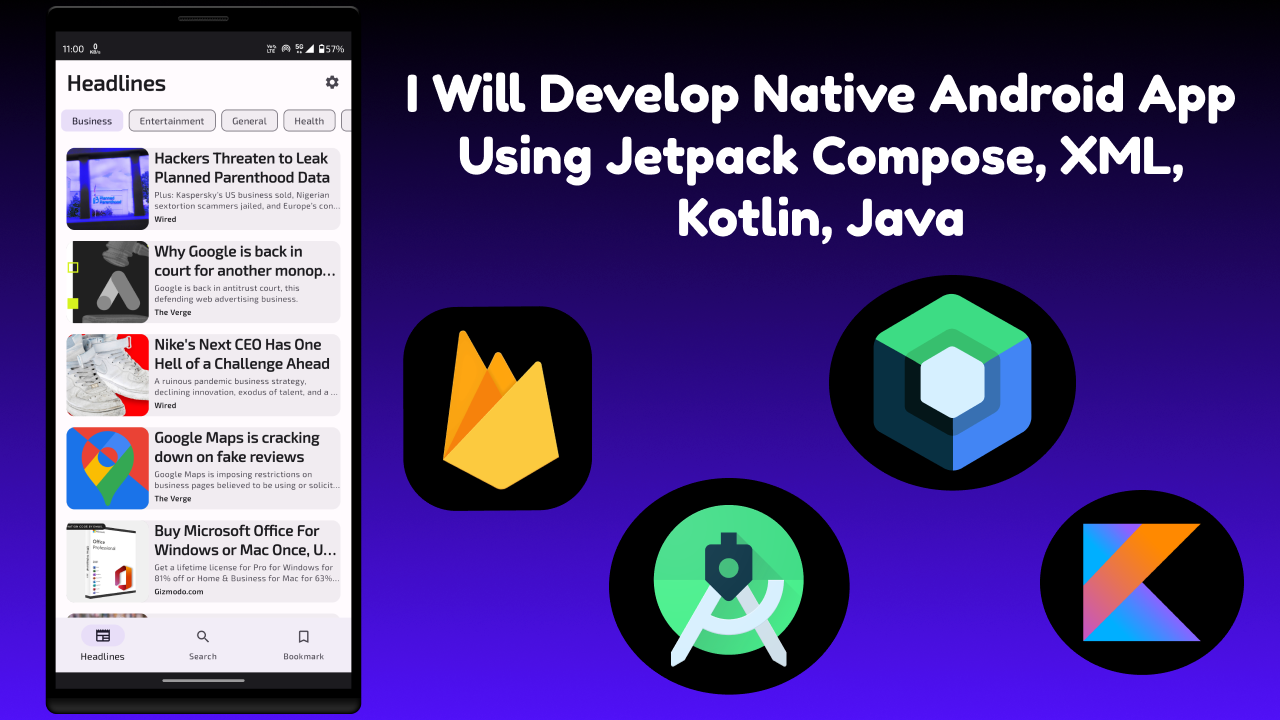 11:00
0
KB/s
Vo))
LTE
5G
57%
Headlines
Business
Entertainment
General
Health
Hackers Threaten to Leak
Planned Parenthood Data
Plus: Kaspersky's US business sold, Nigerian
sextortion scammers jailed, and Europe's con...
Wired
Why Google is back in
court for another monop...
Google is back in antitrust court, this
defending web advertising business.
The Verge
Nike's Next CEO Has One
Hell of a Challenge Ahead
A ruinous pandemic business strategy,
declining innovation, exodus of talent, and a ...
Wired
Google Maps is cracking
down on fake reviews
Google Maps is imposing restrictions on
business pages believed to be using or solicit...
The Verge
Office
Professional
Buy Microsoft Office For
Windows or Mac Once, U...
Get a lifetime license for Pro for Windows for
81% off or Home & Business for Mac for 63%...
Gizmodo.com
Headlines
Search
Bookmark
I Will Develop Native Android App
Using Jetpack Compose, XML,
Kotlin, Java